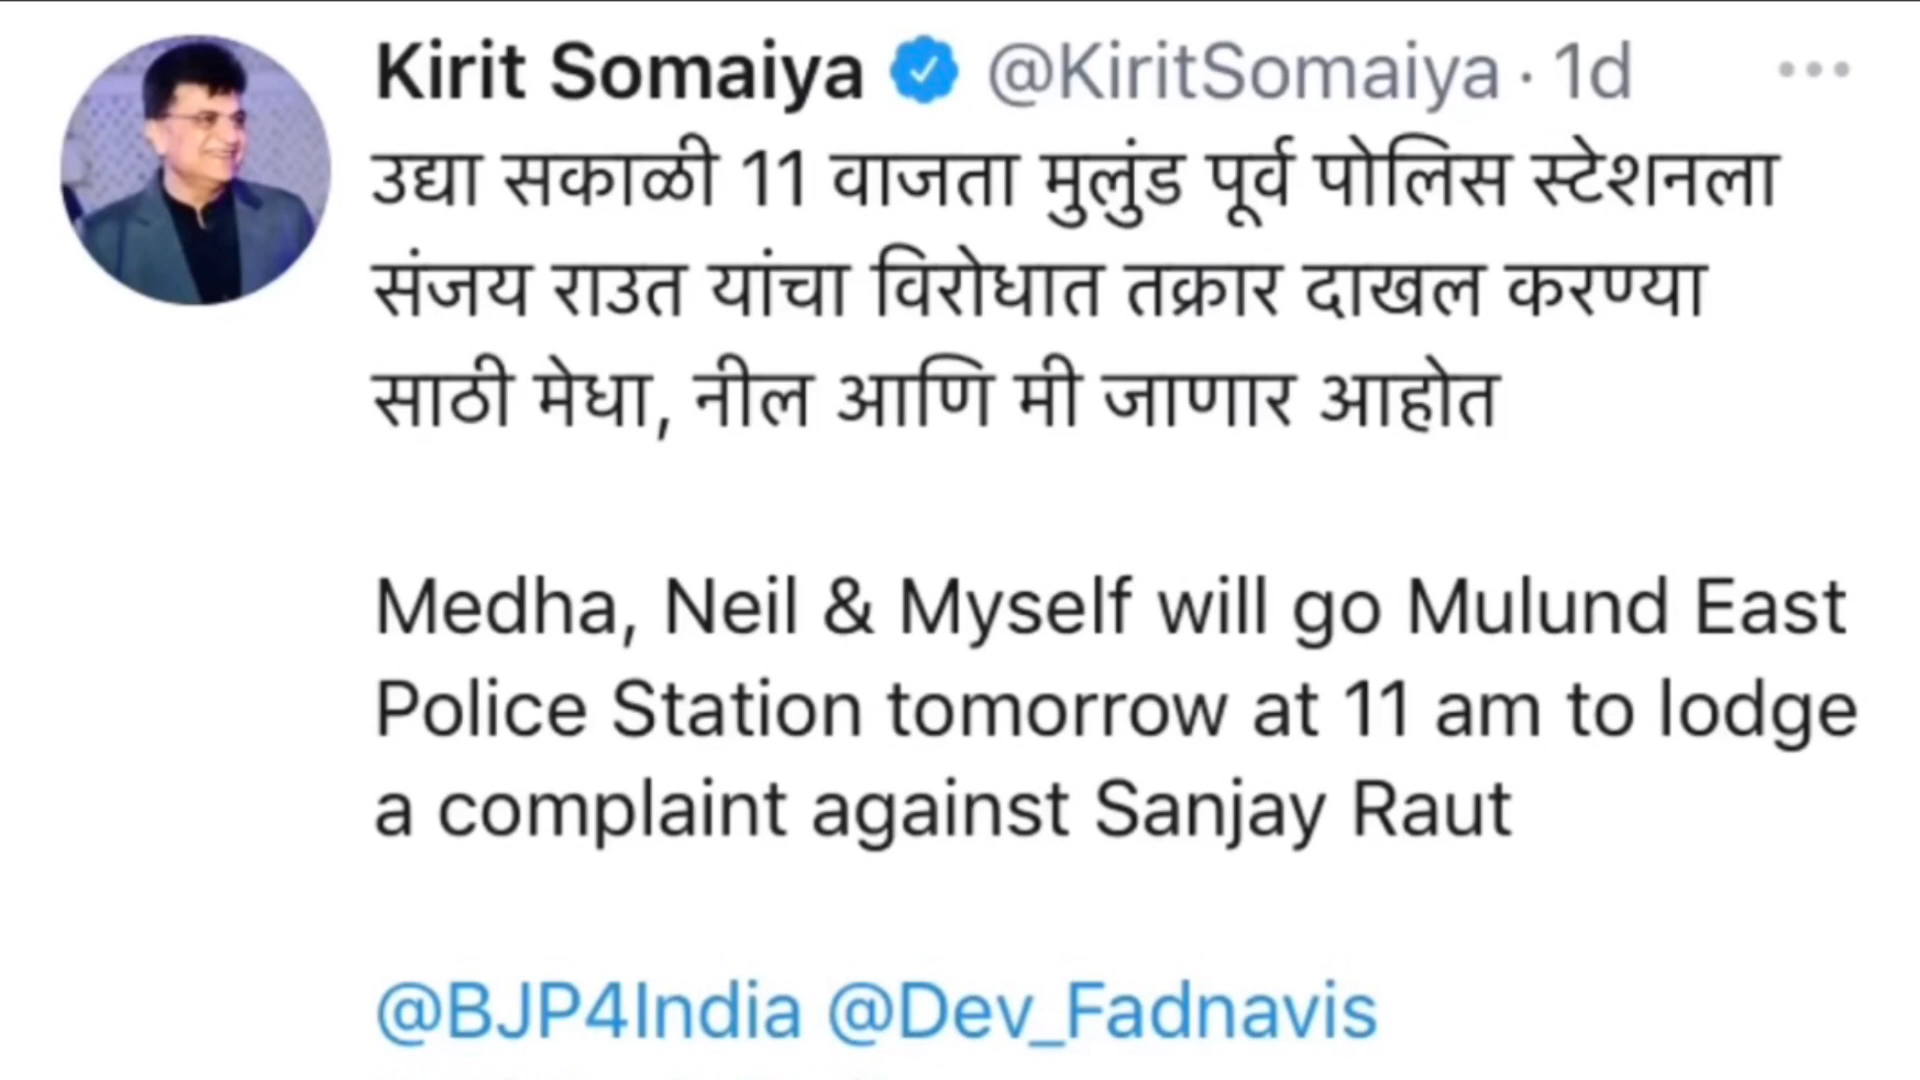 Kirit Somaiya @KiritSomaiya · 1d
उद्या सकाळी 11 वाजता मुलुंड पूर्व पोलिस स्टेशनला
संजय राउत यांचा विरोधात तक्रार दाखल करण्या
साठी मेधा, नील आणि मी जाणार आहोत
Medha, Neil & Myself will go Mulund East
Police Station tomorrow at 11 am to lodge
a complaint against Sanjay Raut
@BJP4India @Dev_Fadnavis